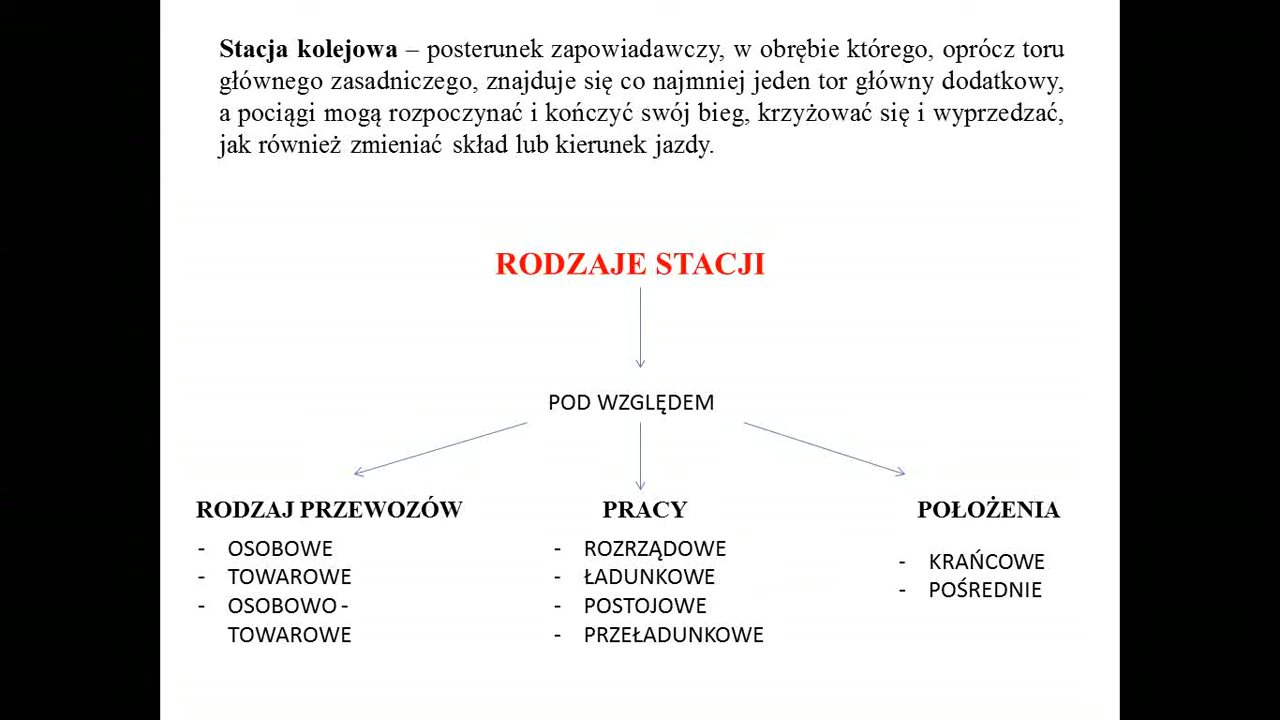 Stacja kolejowa – posterunek zapowiadawczy, w obrębie którego, oprócz toru
głównego zasadniczego, znajduje się co najmniej jeden tor główny dodatkowy,
a pociągi mogą rozpoczynać i kończyć swój bieg, krzyżować się i wyprzedzać,
jak również zmieniać skład lub kierunek jazdy.
RODZAJE STACJI
POD WZGLĘDEM
RODZAJ PRZEWOZÓW
- OSOBOWE
- TOWAROWE
- OSOBOWO -
TOWAROWE
PRACY
- ROZRZĄDOWE
- ŁADUNKOWE
- POSTOJOWE
- PRZEŁADUNKOWE
POŁOŻENIA
- KRAŃCOWE
- POŚREDNIE